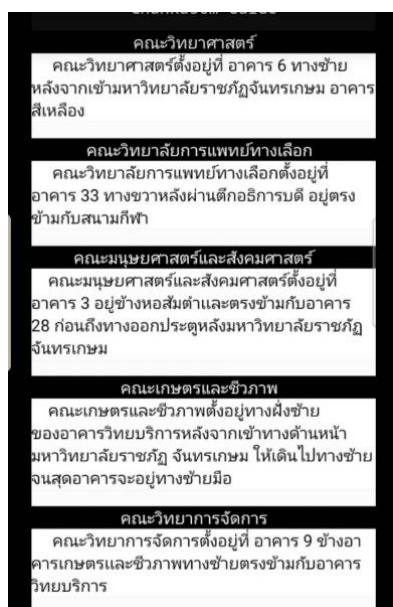 คณะวิทยาศาสตร์
คณะวิทยาศาสตร์ตั้งอยู่ที่ อาคาร 6 ทางซ้าย
หลังจากเข้ามหาวิทาลัยราชภัฏจันทรเกษม อาคาร
สีเหลือง
คณะวิทยาลัยการแพทย์ทางเลือก
คณะวิทยาลัยการแพทย์ทางเลือกตั้งอยู่ที่
อาคาร 33 ทางขวาหลังผ่านตึกอธิการบดี อยู่ตรง
ข้ามกับสนามกีฬา
คณะมนุษยศาสตร์และสังคมศาสตร์
คณะมนุษยศาสตร์และสังคมศาสตร์ตั้งอยู่ที่
อาคาร 3 อยู่ข้างหอส้มตำและตรงข้ามกับอาคาร
28 ก่อนถึงทางออกประตูหลังมหาวิทาลัยราชภัฏ
จันทรเกษม
คณะเกษตรและชีวภาพ
คณะเกษตรและชีวภาพตั้งอยู่ทางฝั่งซ้าย
ของอาคารวิทยบริการหลังจากเข้าทางด้านหน้า
มหาวิทาลัยราชภัฏ จันทรเกษม ให้เดินไปทางซ้าย
จนสุดอาคารจะอยู่ทางซ้ายมือ
คณะวิทยาการจัดการ
คณะวิทยาการจัดการตั้งอยู่ที่ อาคาร 9 ข้างอา
คารเกษตรและชีวภาพทางซ้ายตรงข้ามกับอาคาร
วิทยบริการ